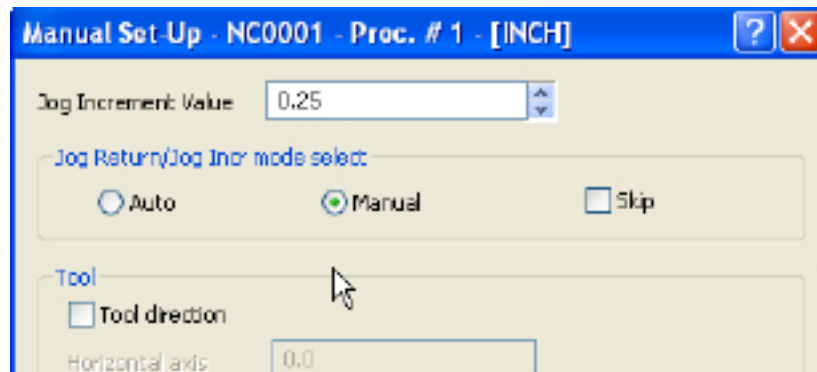 Manual Set-Up - NC0001 - Proc. # 1 - [INCH]
Jog Increment Value 0.25
Jog Return/Jog Incr mode select
Auto Manual Skip
Tool
Tool direction
Horizontal axis 0.0